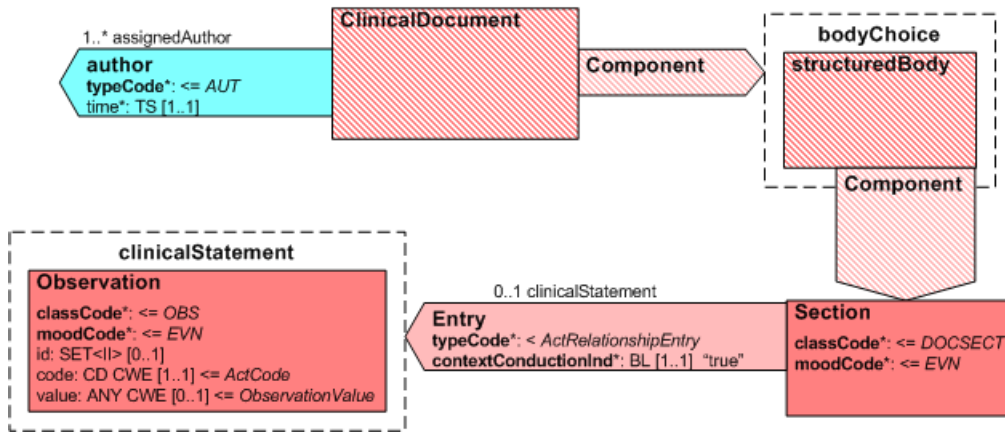 ClinicalDocument
1..* assignedAuthor
author
typeCode*: <= AUT
time*: TS [1..1]
Component
bodyChoice
structuredBody
Component
clinicalStatement
Observation
classCode*: <= OBS
moodCode*: <= EVN
id: SET<II> [0..1]
code: CD CWE [1..1] <= ActCode
value: ANY CWE [0..1] <= ObservationValue
0..1 clinicalStatement
Entry
typeCode*: < ActRelationshipEntry
contextConductionInd*: BL [1..1] “true”
Section
classCode*: <= DOCSECT
moodCode*: <= EVN